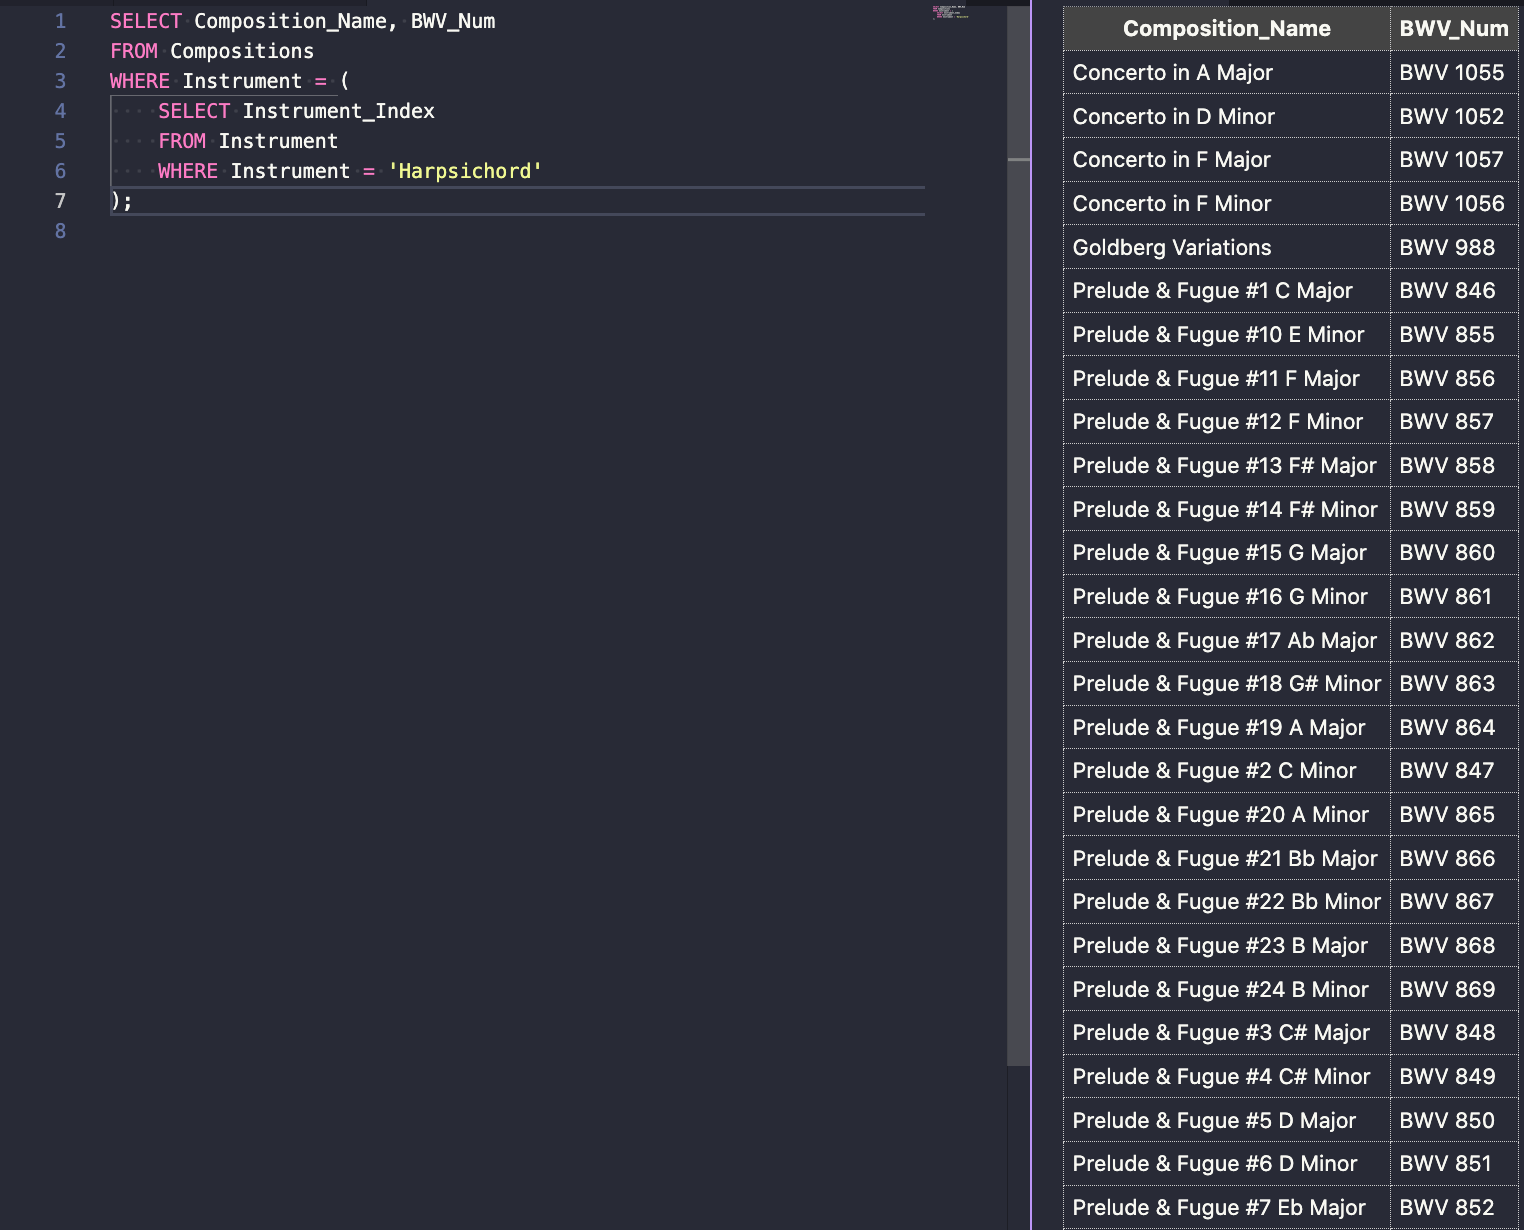 1 SELECT Composition_Name, BWV_Num
2 FROM Compositions
3 WHERE Instrument = (
4     SELECT Instrument_Index
5     FROM Instrument
6     WHERE Instrument = 'Harpsichord'
7 );
8
Composition_Name BWV_Num
Concerto in A Major BWV 1055
Concerto in D Minor BWV 1052
Concerto in F Major BWV 1057
Concerto in F Minor BWV 1056
Goldberg Variations BWV 988
Prelude & Fugue #1 C Major BWV 846
Prelude & Fugue #10 E Minor BWV 855
Prelude & Fugue #11 F Major BWV 856
Prelude & Fugue #12 F Minor BWV 857
Prelude & Fugue #13 F# Major BWV 858
Prelude & Fugue #14 F# Minor BWV 859
Prelude & Fugue #15 G Major BWV 860
Prelude & Fugue #16 G Minor BWV 861
Prelude & Fugue #17 Ab Major BWV 862
Prelude & Fugue #18 G# Minor BWV 863
Prelude & Fugue #19 A Major BWV 864
Prelude & Fugue #2 C Minor BWV 847
Prelude & Fugue #20 A Minor BWV 865
Prelude & Fugue #21 Bb Major BWV 866
Prelude & Fugue #22 Bb Minor BWV 867
Prelude & Fugue #23 B Major BWV 868
Prelude & Fugue #24 B Minor BWV 869
Prelude & Fugue #3 C# Major BWV 848
Prelude & Fugue #4 C# Minor BWV 849
Prelude & Fugue #5 D Major BWV 850
Prelude & Fugue #6 D Minor BWV 851
Prelude & Fugue #7 Eb Major BWV 852